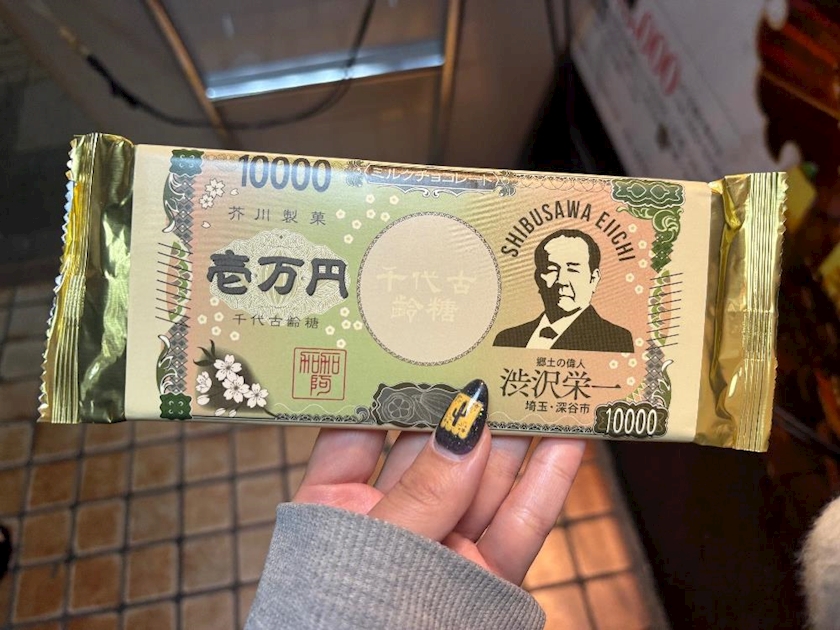 10000
ミルクチョコレート
芥川製菓
壱万円
千代古齢糖
千代古
齢糖
SHIBUSAWA EIICHI
郷土の偉人
渋沢栄一
埼玉・深谷市
10000
,000